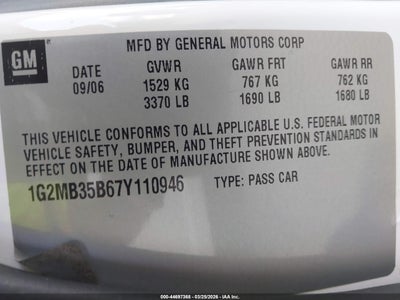 GM
MFD BY GENERAL MOTORS CORP
DATE GVWR GAWR FRT GAWR RR
09/06 1529 KG 767 KG 762 KG
3370 LB 1690 LB 1680 LB
THIS VEHICLE CONFORMS TO ALL APPLICABLE U.S. FEDERAL MOTOR
VEHICLE SAFETY, BUMPER, AND THEFT PREVENTION STANDARDS IN
EFFECT ON THE DATE OF MANUFACTURE SHOWN ABOVE.
1G2MB35B67Y110946 TYPE: PASS CAR
© 44697368 - 03/29/2026 - IAA, Inc.